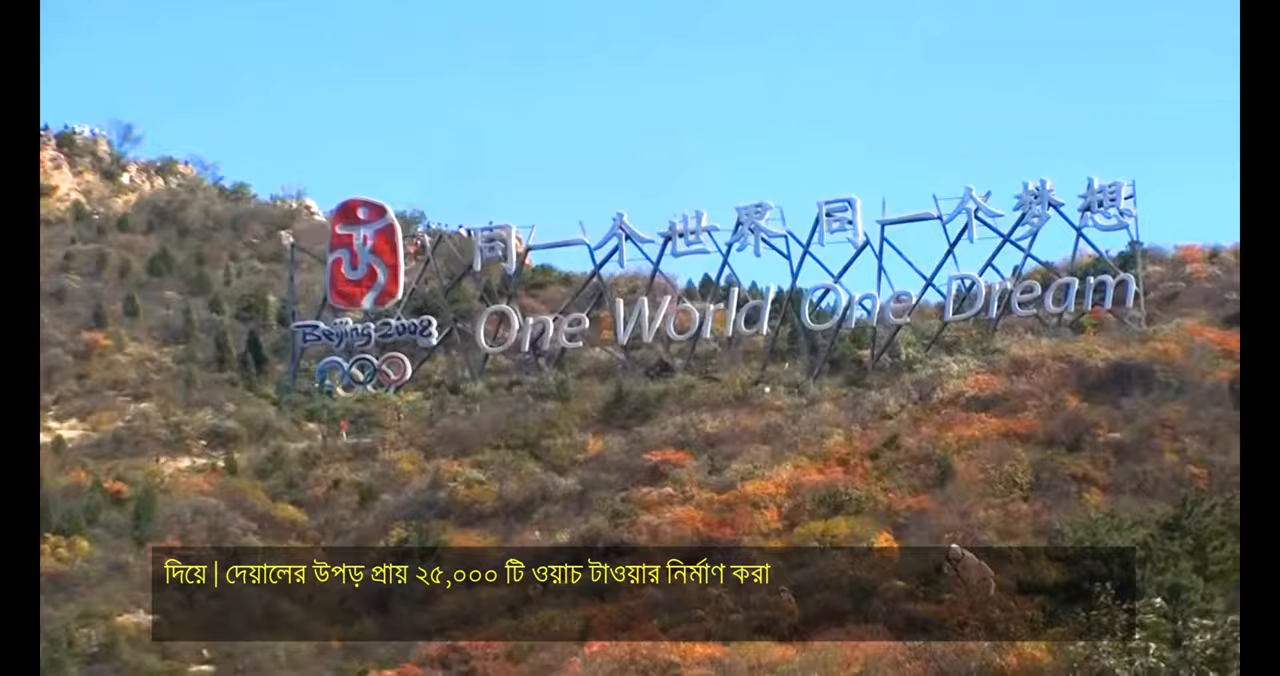 同一个世界同一个梦想
One World One Dream
Beijing 2008
দিয়ে | দেয়ালের উপড় প্রায় ২৫,০০০ টি ওয়াচ টাওয়ার নির্মাণ করা